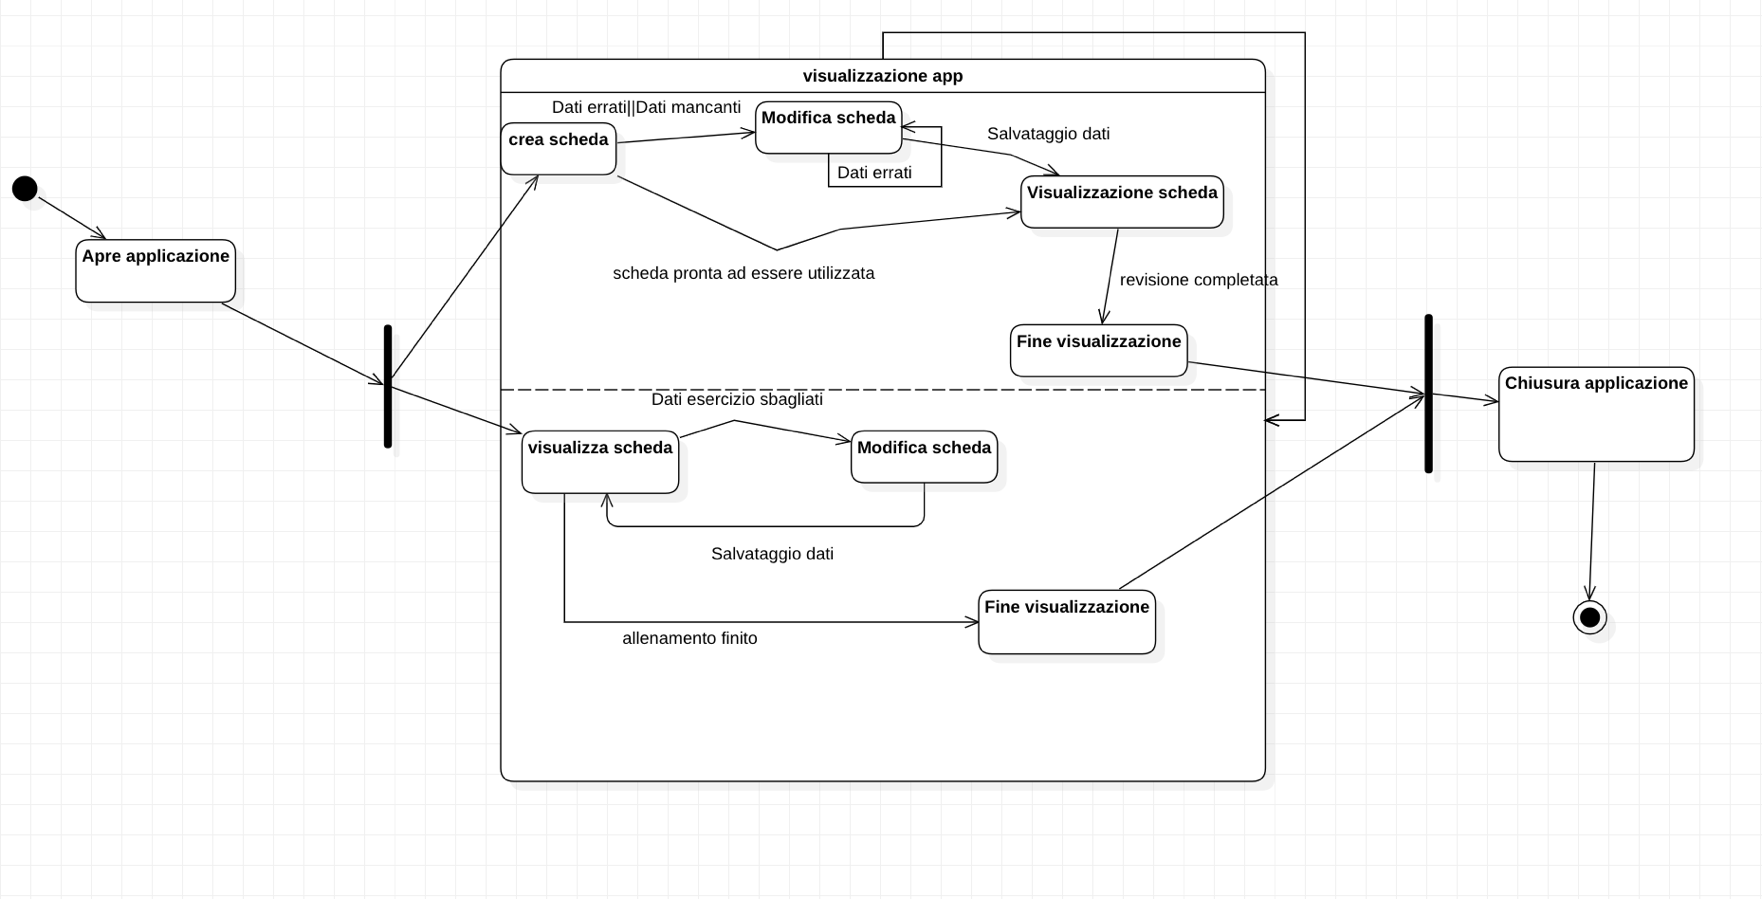 visualizzazione app
Dati errati||Dati mancanti
Modifica scheda
crea scheda
Salvataggio dati
Dati errati
Visualizzazione scheda
Apre applicazione
scheda pronta ad essere utilizzata
revisione completata
Fine visualizzazione
Chiusura applicazione
Dati esercizio sbagliati
visualizza scheda
Modifica scheda
Salvataggio dati
Fine visualizzazione
allenamento finito